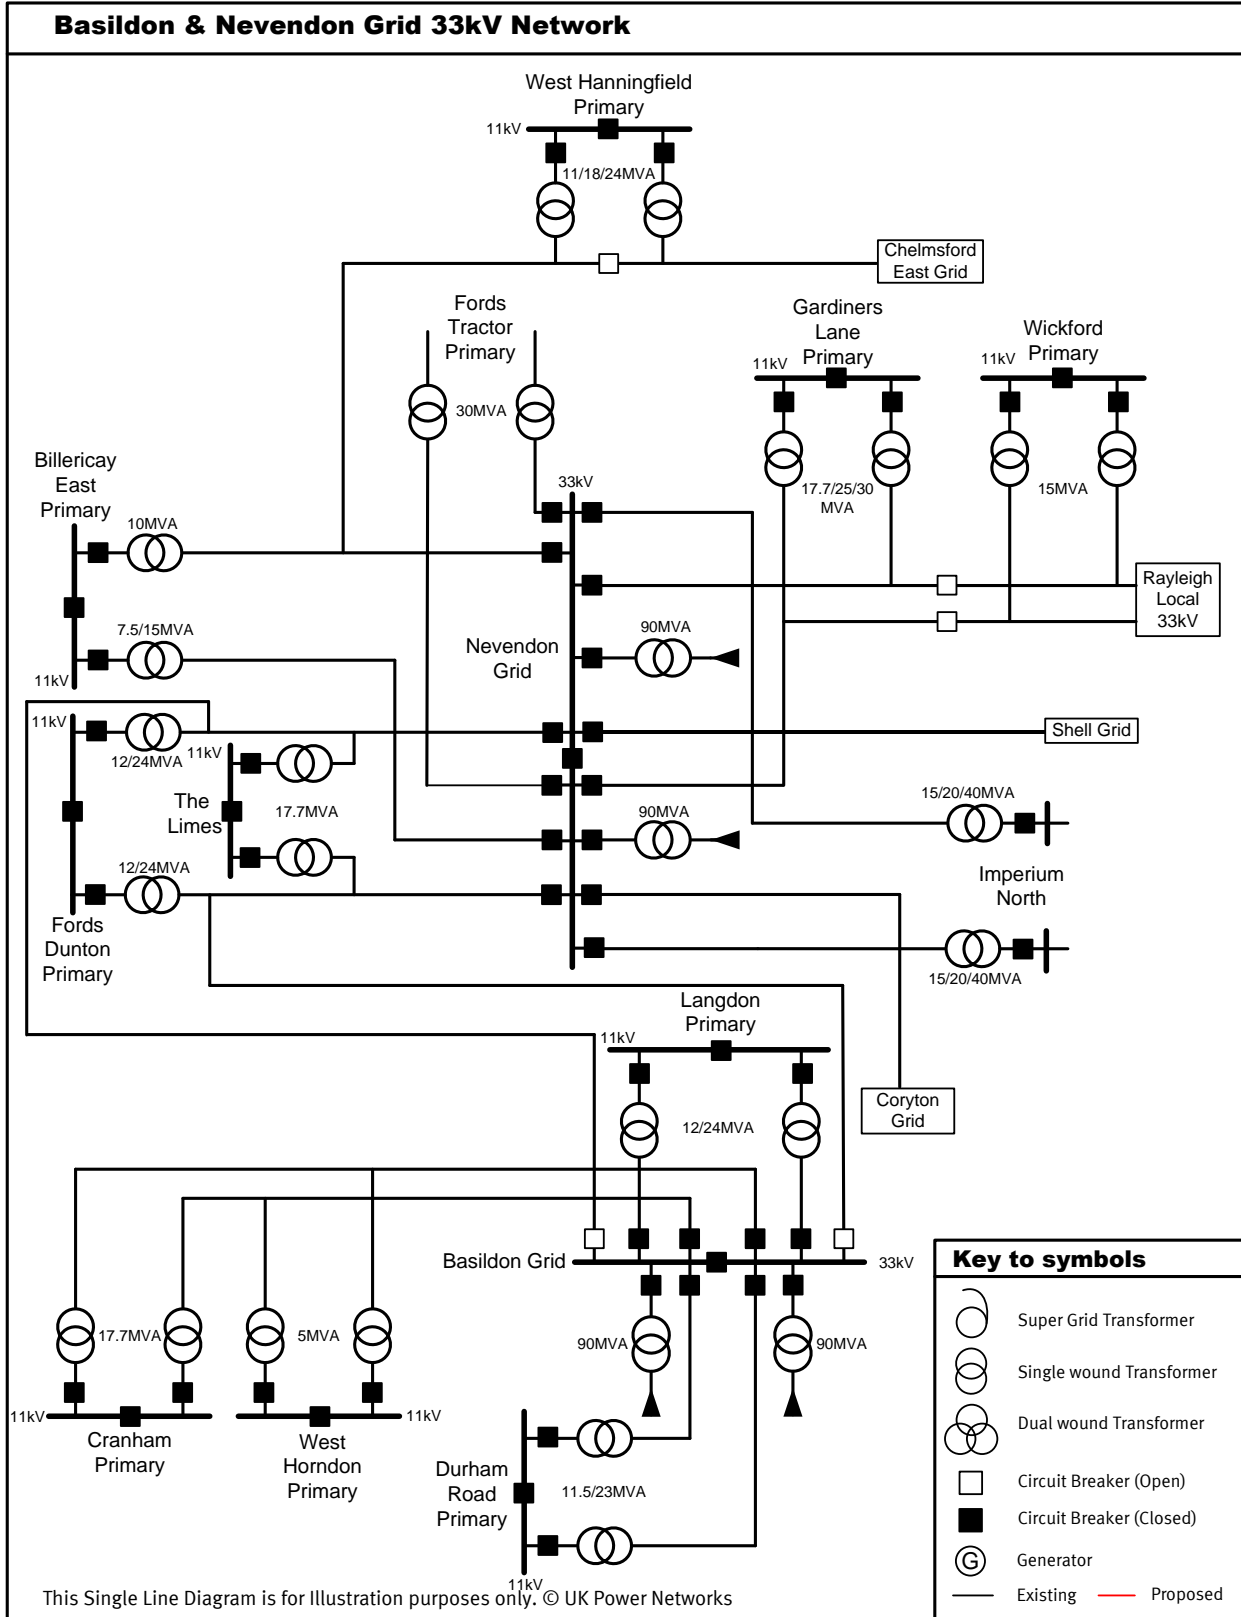 Basildon & Nevendon Grid 33kV Network
West Hanningfield
Primary
11kV
11/18/24MVA
Chelmsford
East Grid
Fords
Tractor
Primary
30MVA
Gardiners
Lane
Primary
11kV
17.7/25/30
MVA
Wickford
Primary
11kV
15MVA
Billericay
East
Primary
10MVA
7.5/15MVA
11kV
33kV
Nevendon
Grid
90MVA
Rayleigh
Local
33kV
Shell Grid
11kV
12/24MVA
11kV
The
Limes
17.7MVA
12/24MVA
Fords
Dunton
Primary
90MVA
15/20/40MVA
Imperium
North
15/20/40MVA
Langdon
Primary
11kV
12/24MVA
Coryton
Grid
Basildon Grid
33kV
90MVA
90MVA
17.7MVA
5MVA
11kV
11kV
Cranham
Primary
West
Horndon
Primary
Durham
Road
Primary
11.5/23MVA
11kV
Key to symbols
Super Grid Transformer
Single wound Transformer
Dual wound Transformer
Circuit Breaker (Open)
Circuit Breaker (Closed)
G
Generator
Existing
Proposed
This Single Line Diagram is for Illustration purposes only. © UK Power Networks